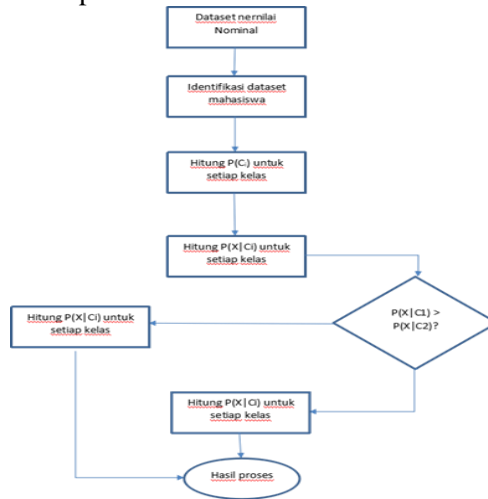 Dataset nernilai
Nominal
Identifikasi dataset
mahasiswa
Hitung P(Ci) untuk
setiap kelas
Hitung P(X|Ci) untuk
setiap kelas
P(X|C1) >
P(X|C2)?
Hitung P(X|Ci) untuk
setiap kelas
Hitung P(X|Ci) untuk
setiap kelas
Hasil proses